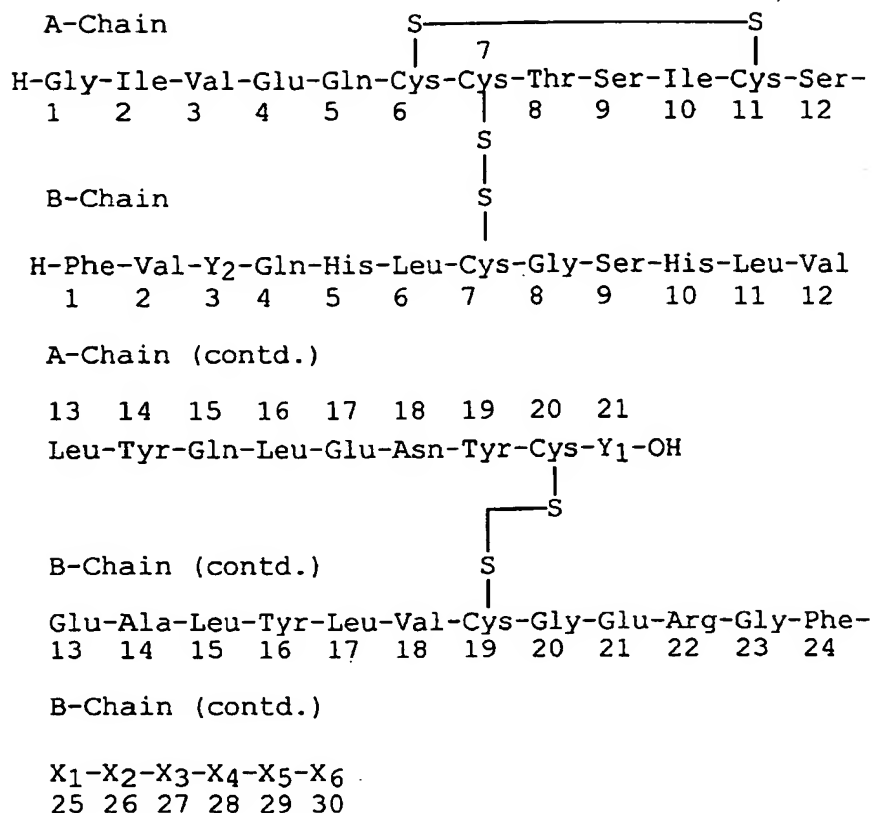 A-Chain
S S
7
H-Gly-Ile-Val-Glu-Gln-Cys-Cys-Thr-Ser-Ile-Cys-Ser-
1 2 3 4 5 6 8 9 10 11 12
S
S
B-Chain
H-Phe-Val-Y2-Gln-His-Leu-Cys-Gly-Ser-His-Leu-Val
1 2 3 4 5 6 7 8 9 10 11 12
A-Chain (contd.)
13 14 15 16 17 18 19 20 21
Leu-Tyr-Gln-Leu-Glu-Asn-Tyr-Cys-Y1-OH
S
S
B-Chain (contd.)
Glu-Ala-Leu-Tyr-Leu-Val-Cys-Gly-Glu-Arg-Gly-Phe-
13 14 15 16 17 18 19 20 21 22 23 24
B-Chain (contd.)
X1-X2-X3-X4-X5-X6
25 26 27 28 29 30